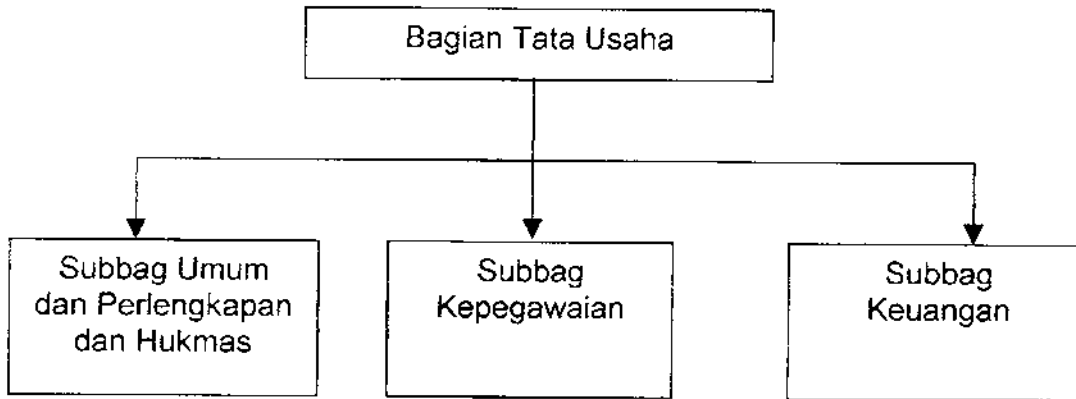 Bagian Tata Usaha
Subbag Umum
dan Perlengkapan
dan Hukmas
Subbag
Kepegawaian
Subbag
Keuangan